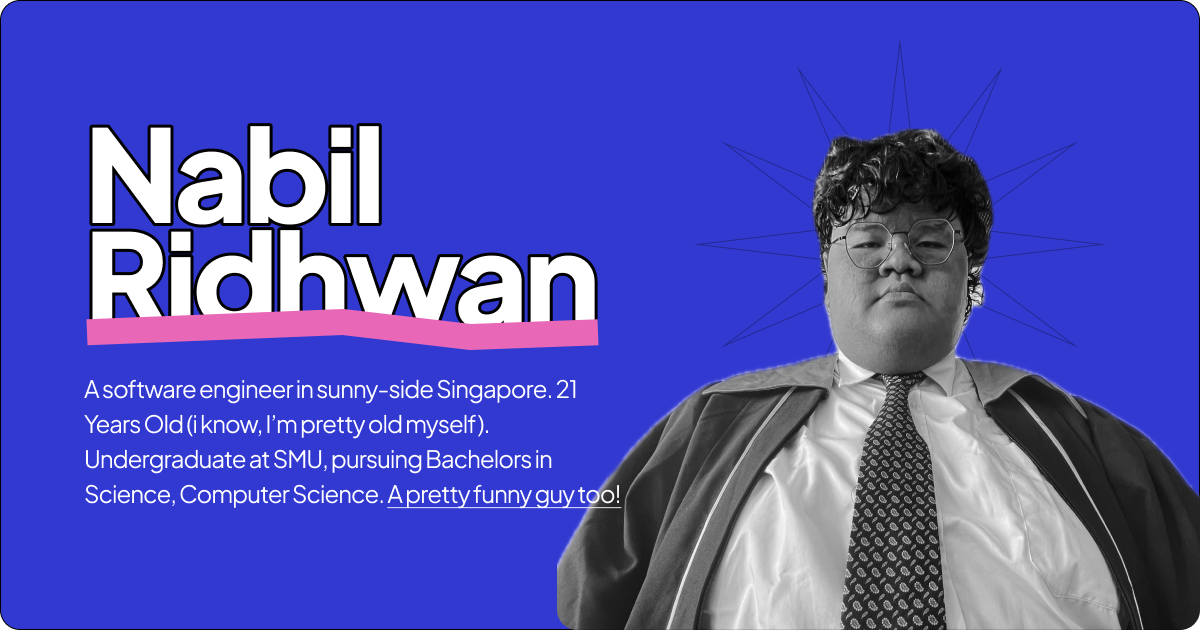 Nabil
Ridhwan
A software engineer in sunny-side Singapore. 21
Years Old (i know, I'm pretty old myself).
Undergraduate at SMU, pursuing Bachelors in
Science, Computer Science. A pretty funny guy too!